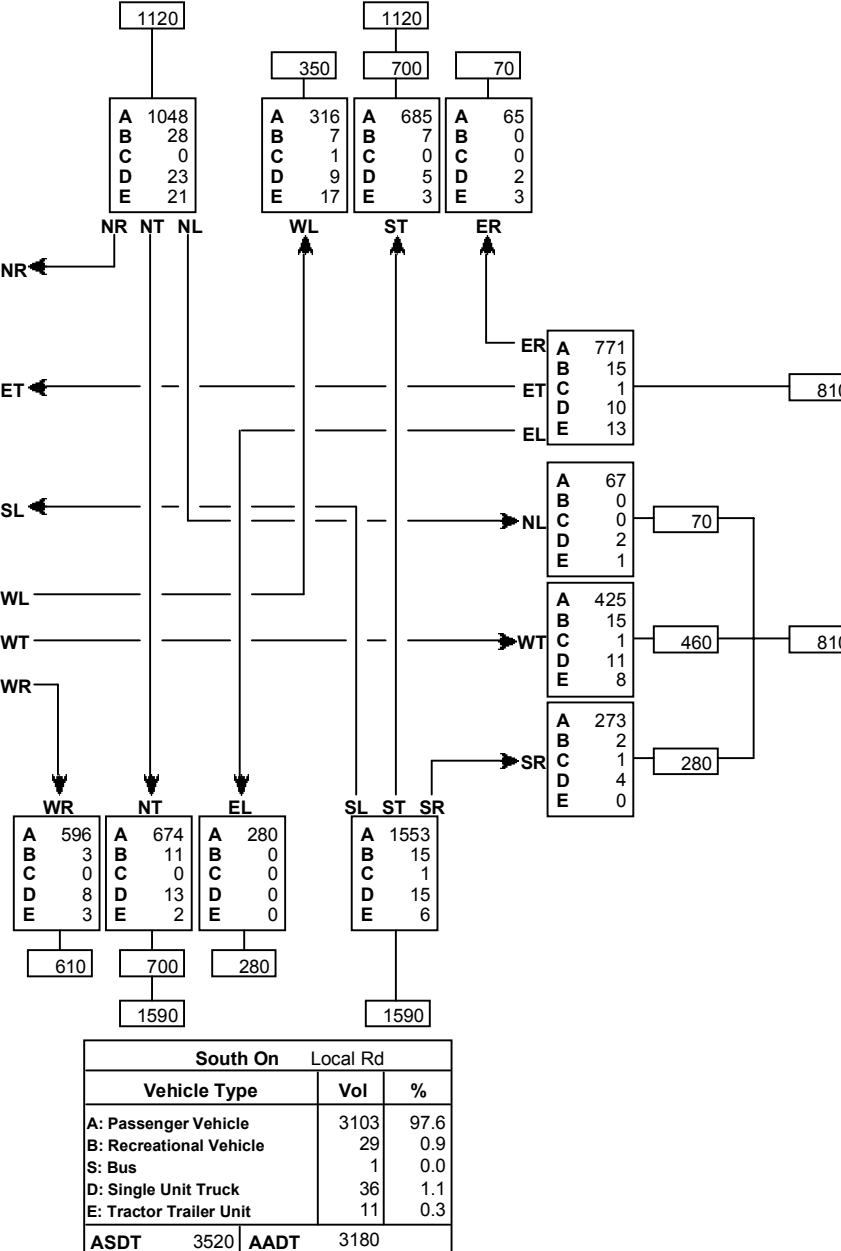 1120 1120
350 700 70
A 1048 A 316 A 685 A 65
B 28 B 7 B 7 B 0
C 0 C 1 C 0 C 0
D 23 D 9 D 5 D 2
E 21 E 17 E 3 E 3
NR NT NL WL ST ER
NR
ER A 771
B 15
ET ET C 1 810
D 10
EL E 13
A 67
B 0
SL NL C 0 70
D 2
E 1
WL A 425
B 15
WT WT C 1 460 810
D 11
E 8
WR
A 273
B 2
SR C 1 280
D 4
E 0
WR NT EL SL ST SR
A 596 A 674 A 280 A 1553
B 3 B 11 B 0 B 15
C 0 C 0 C 0 C 1
D 8 D 13 D 0 D 15
E 3 E 2 E 0 E 6
610 700 280
1590 1590
South On Local Rd
Vehicle Type Vol %
A: Passenger Vehicle 3103 97.6
B: Recreational Vehicle 29 0.9
S: Bus 1 0.0
D: Single Unit Truck 36 1.1
E: Tractor Trailer Unit 11 0.3
ASDT 3520 AADT 3180